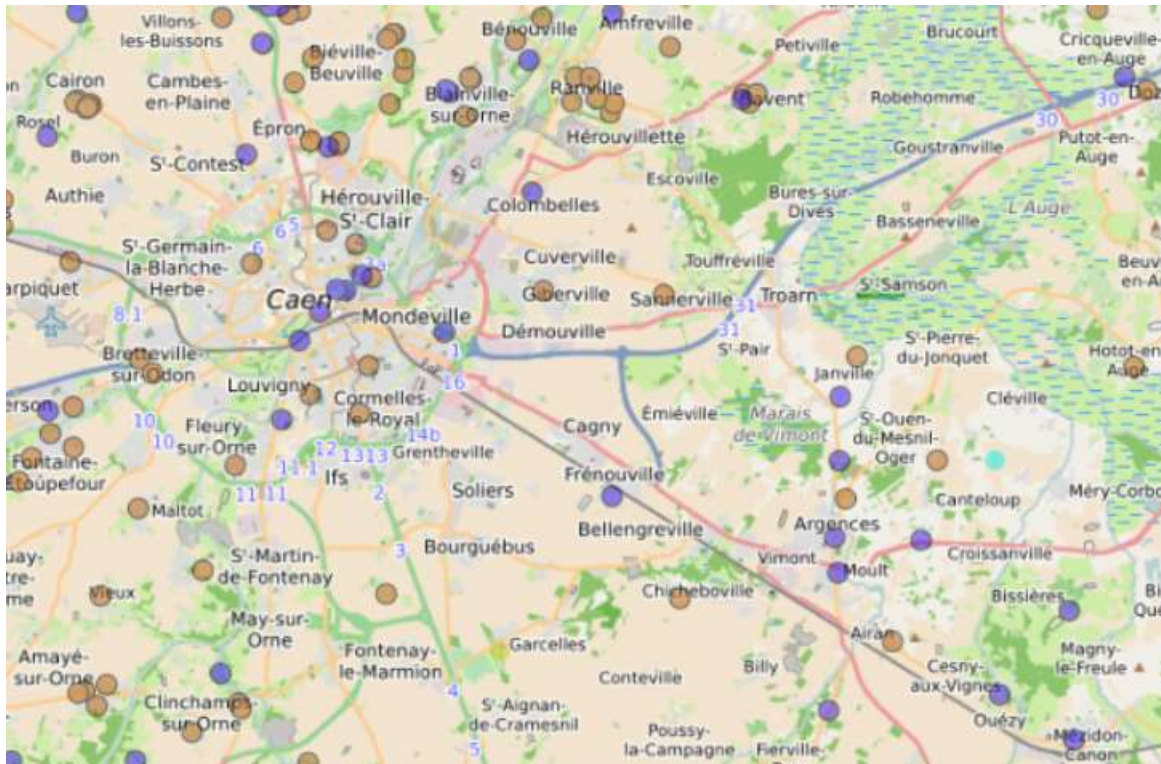 Villons-
les-Buissons
Bénouville
Amfreville
Petiville
Brucourt
Cricqueville-
en-Auge
Biéville-
Beuville
Cairon
Cambes-
en-Plaine
Blainville-
sur-Orne
Ranville
Bavent
Robehomme
30
Rosel
Épron
Hérouvillette
30
Putot-en-
Auge
Goustranville
Buron
Sᵗ-Contest
Escoville
Authie
Hérouville-
Sᵗ-Clair
Colombelles
Bures-sur-
Dives
L'Auge
Basseneville
5
6
6
Sᵗ-Germain-
la-Blanche-
Herbe
Cuverville
Touffréville
arpiquet
Caen
Giberville
Sannerville
31
Troarn
Sᵗ-Samson
8.1
Mondeville
Démouville
31
Sᵗ-Pair
Sᵗ-Pierre-
du-Jonquet
1
Bretteville-
sur-Odon
Hotot-en-
Auge
16
Janville
Louvigny
Cormelles-
le-Royal
Cléville
erson
10
10
Fleury-
sur-Orne
Émiéville
Marais
de Vimont
Cagny
Sᵗ-Ouen-
du-Mesnil-
Oger
14b
12
13
13
Grentheville
Fontaine-
Étoupefour
11.1
11
11
Ifs
2
Frénouville
Soliers
Canteloup
Méry-Corbo
Maltot
Bellengreville
Argences
3
Bourguébus
Vimont
Croissanville
Moult
Sᵗ-Martin-
de-Fontenay
Vieux
Chicheboville
Bissières
May-sur-
Orne
Airan
Garcelles
Magny-
le-Freule
Amayé-
sur-Orne
Fontenay-
le-Marmion
Billy
Cesny-
aux-Vignes
Conteville
4
Clinchamps-
sur-Orne
Sᵗ-Aignan-
de-Cramesnil
Ouézy
Poussy-
la-Campagne
Fierville-
Mézidon-
Canon
5